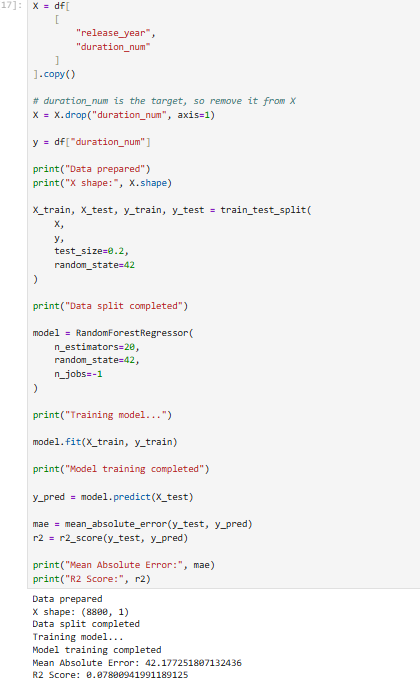 17]: X = df[
    [
        "release_year",
        "duration_num"
    ]
].copy()
# duration_num is the target, so remove it from X
X = X.drop("duration_num", axis=1)
y = df["duration_num"]
print("Data prepared")
print("X shape:", X.shape)
X_train, X_test, y_train, y_test = train_test_split(
    X,
    y,
    test_size=0.2,
    random_state=42
)
print("Data split completed")
model = RandomForestRegressor(
    n_estimators=20,
    random_state=42,
    n_jobs=-1
)
print("Training model...")
model.fit(X_train, y_train)
print("Model training completed")
y_pred = model.predict(X_test)
mae = mean_absolute_error(y_test, y_pred)
r2 = r2_score(y_test, y_pred)
print("Mean Absolute Error:", mae)
print("R2 Score:", r2)
Data prepared
X shape: (8800, 1)
Data split completed
Training model...
Model training completed
Mean Absolute Error: 42.177251807132436
R2 Score: 0.07800941991189125